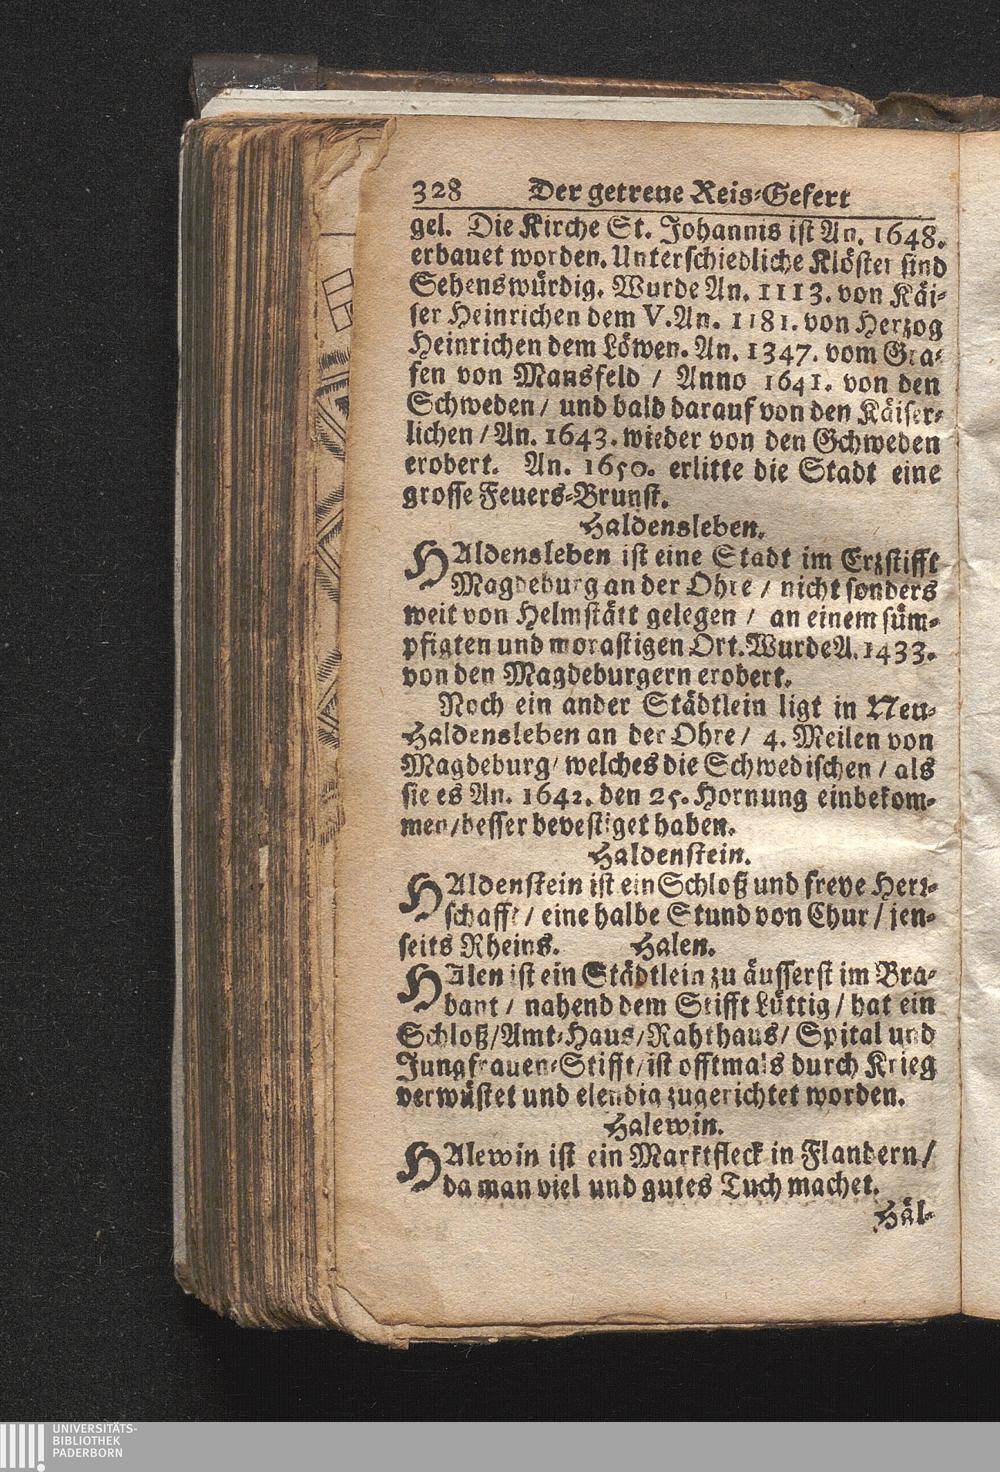 328 Der getreue Reis-Gefert
gel. Die Kirche St. Johannis ist An. 1648.
erbauet worden. Unterschiedliche Klöster sind
Sehenswürdig. Wurde An. 1113. von Käi-
ser Heinrichen dem V. An. 1181. von Herzog
Heinrichen dem Löwen. An. 1347. vom Gra-
fen von Mansfeld / Anno 1641. von den
Schweden / und bald darauf von den Käiser-
lichen / An. 1643. wieder von den Schweden
erobert. An. 1650. erlitte die Stadt eine
grosse Feuers-Brunst.
Haldensleben.
HAldensleben ist eine Stadt im Erzstifft
Magdeburg an der Ohre / nicht sonders
weit von Helmstätt gelegen / an einem süm-
pfigten und morastigen Ort. Wurde A. 1433.
von den Magdeburgern erobert.
Noch ein ander Städtlein ligt in Neu-
Haldensleben an der Ohre / 4. Meilen von
Magdeburg / welches die Schwedischen / als
sie es An. 1642. den 25. Hornung einbekom-
men / besser bevestiget haben.
Haldenstein.
HAldenstein ist ein Schloß und freye Herr-
schafft / eine halbe Stund von Chur / jen-
seits Rheins.
Halen.
HAlen ist ein Städtlein zu äusserst im Bra-
bant / nahend dem Stifft Lüttig / hat ein
Schloß / Amt-Haus / Rahthaus / Spital und
Jungfrauen-Stifft / ist offtmals durch Krieg
verwüstet und elendig zugerichtet worden.
Halewin.
HAlewin ist ein Marktfleck in Flandern /
da man viel und gutes Tuch machet.
Häl-
UNIVERSITÄTS-
BIBLIOTHEK
PADERBORN